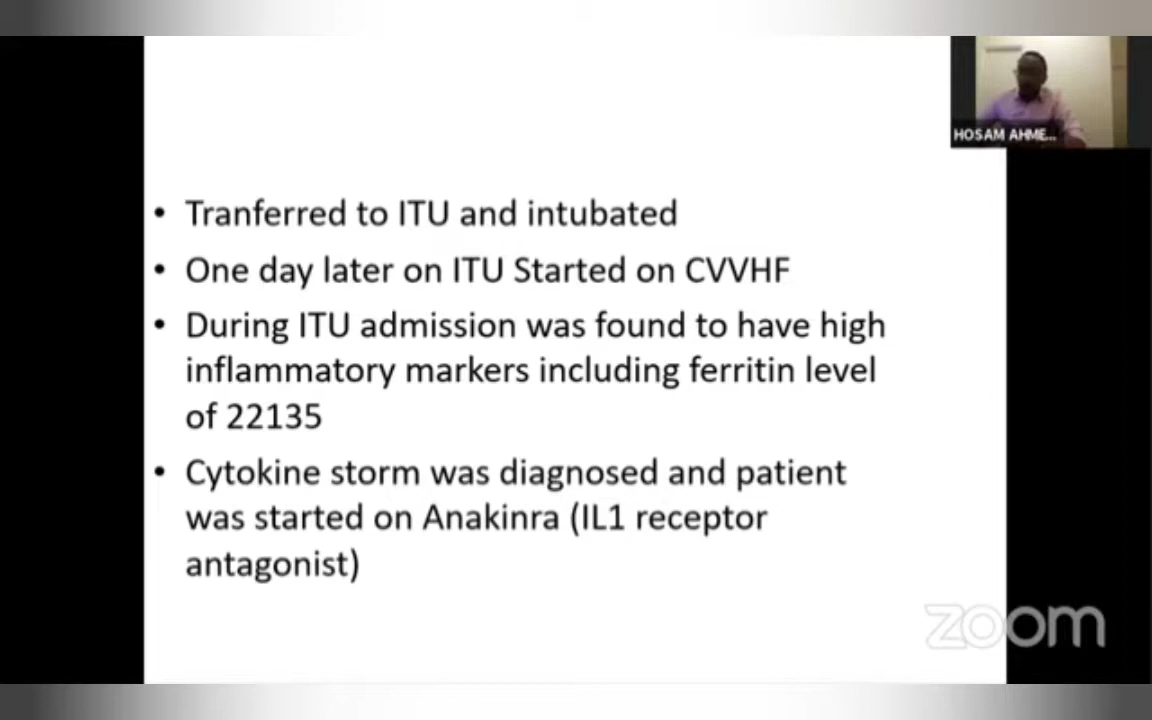 HOSAM AHME...
• Tranferred to ITU and intubated
• One day later on ITU Started on CVVHF
• During ITU admission was found to have high
inflammatory markers including ferritin level
of 22135
• Cytokine storm was diagnosed and patient
was started on Anakinra (IL1 receptor
antagonist)
zoom